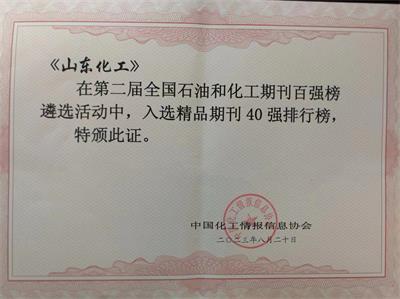 《山东化工》
在第二届全国石油和化工期刊百强榜
遴选活动中，入选精品期刊40强排行榜，
特颁此证。
中国化工情报信息协会
二〇二三年八月二十日